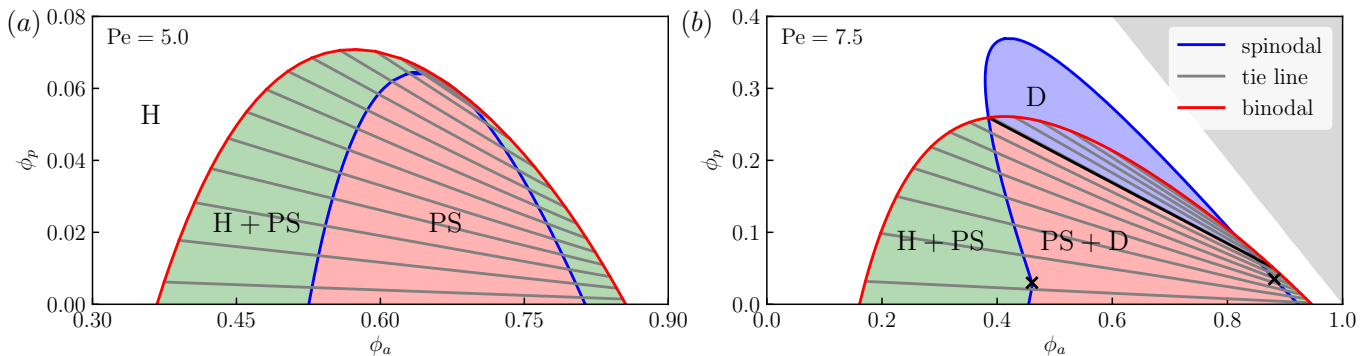 (a)
Pe = 5.0
H
H + PS
PS
0.08
0.06
0.04
0.02
0.00
ϕp
0.30
0.45
0.60
0.75
0.90
ϕa
(b)
Pe = 7.5
spinodal
tie line
binodal
D
H + PS
PS + D
0.4
0.3
0.2
0.1
0.0
ϕp
0.0
0.2
0.4
0.6
0.8
1.0
ϕa